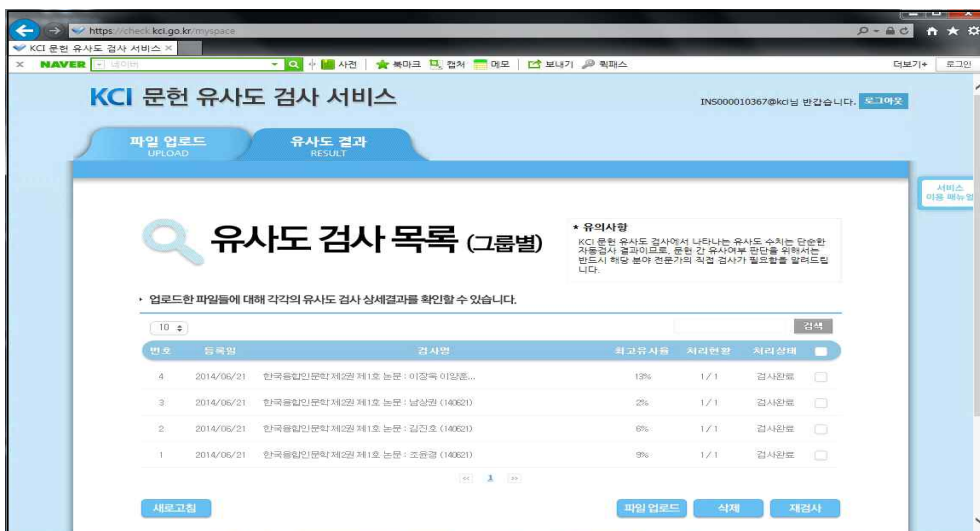 https://check.kci.go.kr/myspace
KCI 문헌 유사도 검사 서비스 ×
× NAVER 네이버 사전 북마크 캡처 메모 보내기 퀵패스 더보기+ 로그인
KCI 문헌 유사도 검사 서비스
INS000010367@kci님 반갑습니다. 로그아웃
파일 업로드 유사도 결과
UPLOAD RESULT
서비스
이용 매뉴얼
유사도 검사 목록 (그룹별)
* 유의사항
KCI 문헌 유사도 검사에서 나타나는 유사도 수치는 단순한
자동검사 결과이므로, 문헌 간 유사여부 판단을 위해서는
반드시 해당 분야 전문가의 직접 검사가 필요함을 알려드립
니다.
• 업로드한 파일들에 대해 각각의 유사도 검사 상세결과를 확인할 수 있습니다.
10 검색
번호 등록일 검사명 최고유사율 처리현황 처리상태
4 2014/06/21 한국융합인문학 제2권 제1호 논문 : 이장욱 이양훈... 13% 1 / 1 검사완료
3 2014/06/21 한국융합인문학 제2권 제1호 논문 : 남상권 (140621) 2% 1 / 1 검사완료
2 2014/06/21 한국융합인문학 제2권 제1호 논문 : 김진호 (140621) 6% 1 / 1 검사완료
1 2014/06/21 한국융합인문학 제2권 제1호 논문 : 조윤경 (140621) 9% 1 / 1 검사완료
<< 1 >>
새로고침 파일 업로드 삭제 재검사